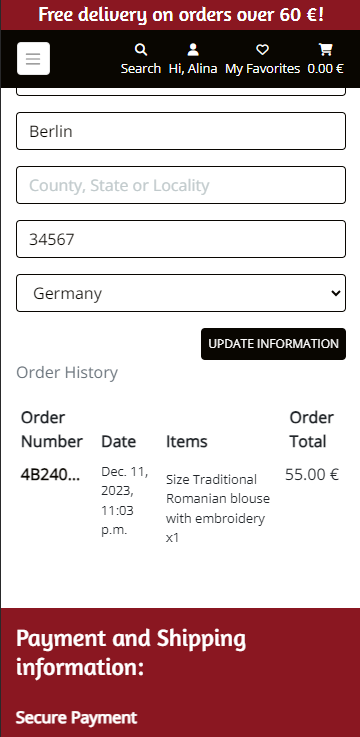 Free delivery on orders over 60 €!
Search
Hi, Alina
My Favorites
0.00 €
Berlin
County, State or Locality
34567
Germany
UPDATE INFORMATION
Order History
Order Number
Date
Items
Order Total
4B240...
Dec. 11,
2023,
11:03
p.m.
Size Traditional
Romanian blouse
with embroidery
x1
55.00 €
Payment and Shipping
information:
Secure Payment